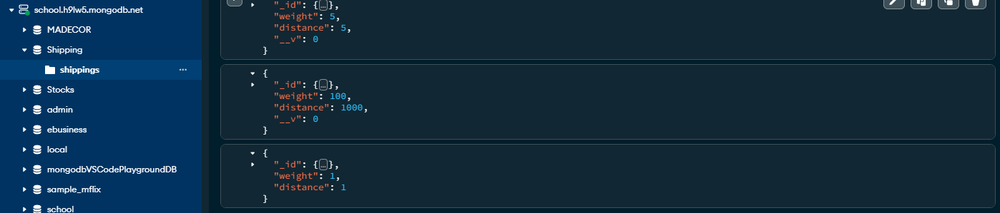 school.h9lw5.mongodb.net
MADECOR
Shipping
shippings
...
Stocks
admin
ebusiness
local
mongodbVSCodePlaygroundDB
sample_mflix
school
"_id": {…},
"weight": 5,
"distance": 5,
"__v": 0
}
{
"_id": {…},
"weight": 100,
"distance": 1000,
"__v": 0
}
{
"_id": {…},
"weight": 1,
"distance": 1
}